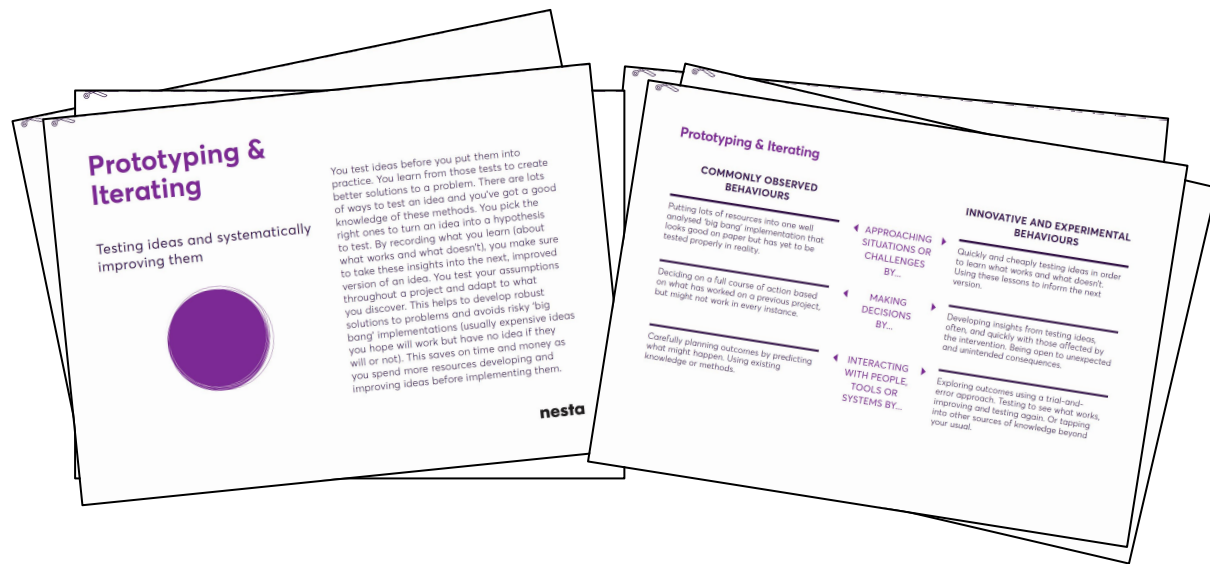 Prototyping &
Iterating
Testing ideas and systematically
improving them
You test ideas before you put them into
practice. You learn from those tests to create
better solutions to a problem. There are lots
of ways to test an idea and you've got a good
knowledge of these methods. You pick the
right ones to turn an idea into a hypothesis
to test. By recording what you learn (about
what works and what doesn't), you make sure
to take these insights into the next, improved
version of an idea. You test your assumptions
throughout a project and adapt to what
you discover. This helps to develop robust
solutions to problems and avoids risky 'big
bang' implementations (usually expensive ideas
you hope will work but have no idea if they
will or not). This saves on time and money as
you spend more resources developing and
improving ideas before implementing them.
nesta
Prototyping & Iterating
COMMONLY OBSERVED
BEHAVIOURS
Putting lots of resources into one well
analysed 'big bang' implementation that
looks good on paper but has yet to be
tested properly in reality.
Deciding on a full course of action based
on what has worked on a previous project,
but might not work in every instance.
Carefully planning outcomes by predicting
what might happen. Using existing
knowledge or methods.
APPROACHING
SITUATIONS OR
CHALLENGES
BY...
MAKING
DECISIONS
BY...
INTERACTING
WITH PEOPLE,
TOOLS OR
SYSTEMS BY...
INNOVATIVE AND EXPERIMENTAL
BEHAVIOURS
Quickly and cheaply testing ideas in order
to learn what works and what doesn't.
Using these lessons to inform the next
version.
Developing insights from testing ideas,
often, and quickly with those affected by
the intervention. Being open to unexpected
and unintended consequences.
Exploring outcomes using a trial-and-
error approach. Testing to see what works,
improving and testing again. Or tapping
into other sources of knowledge beyond
your usual.